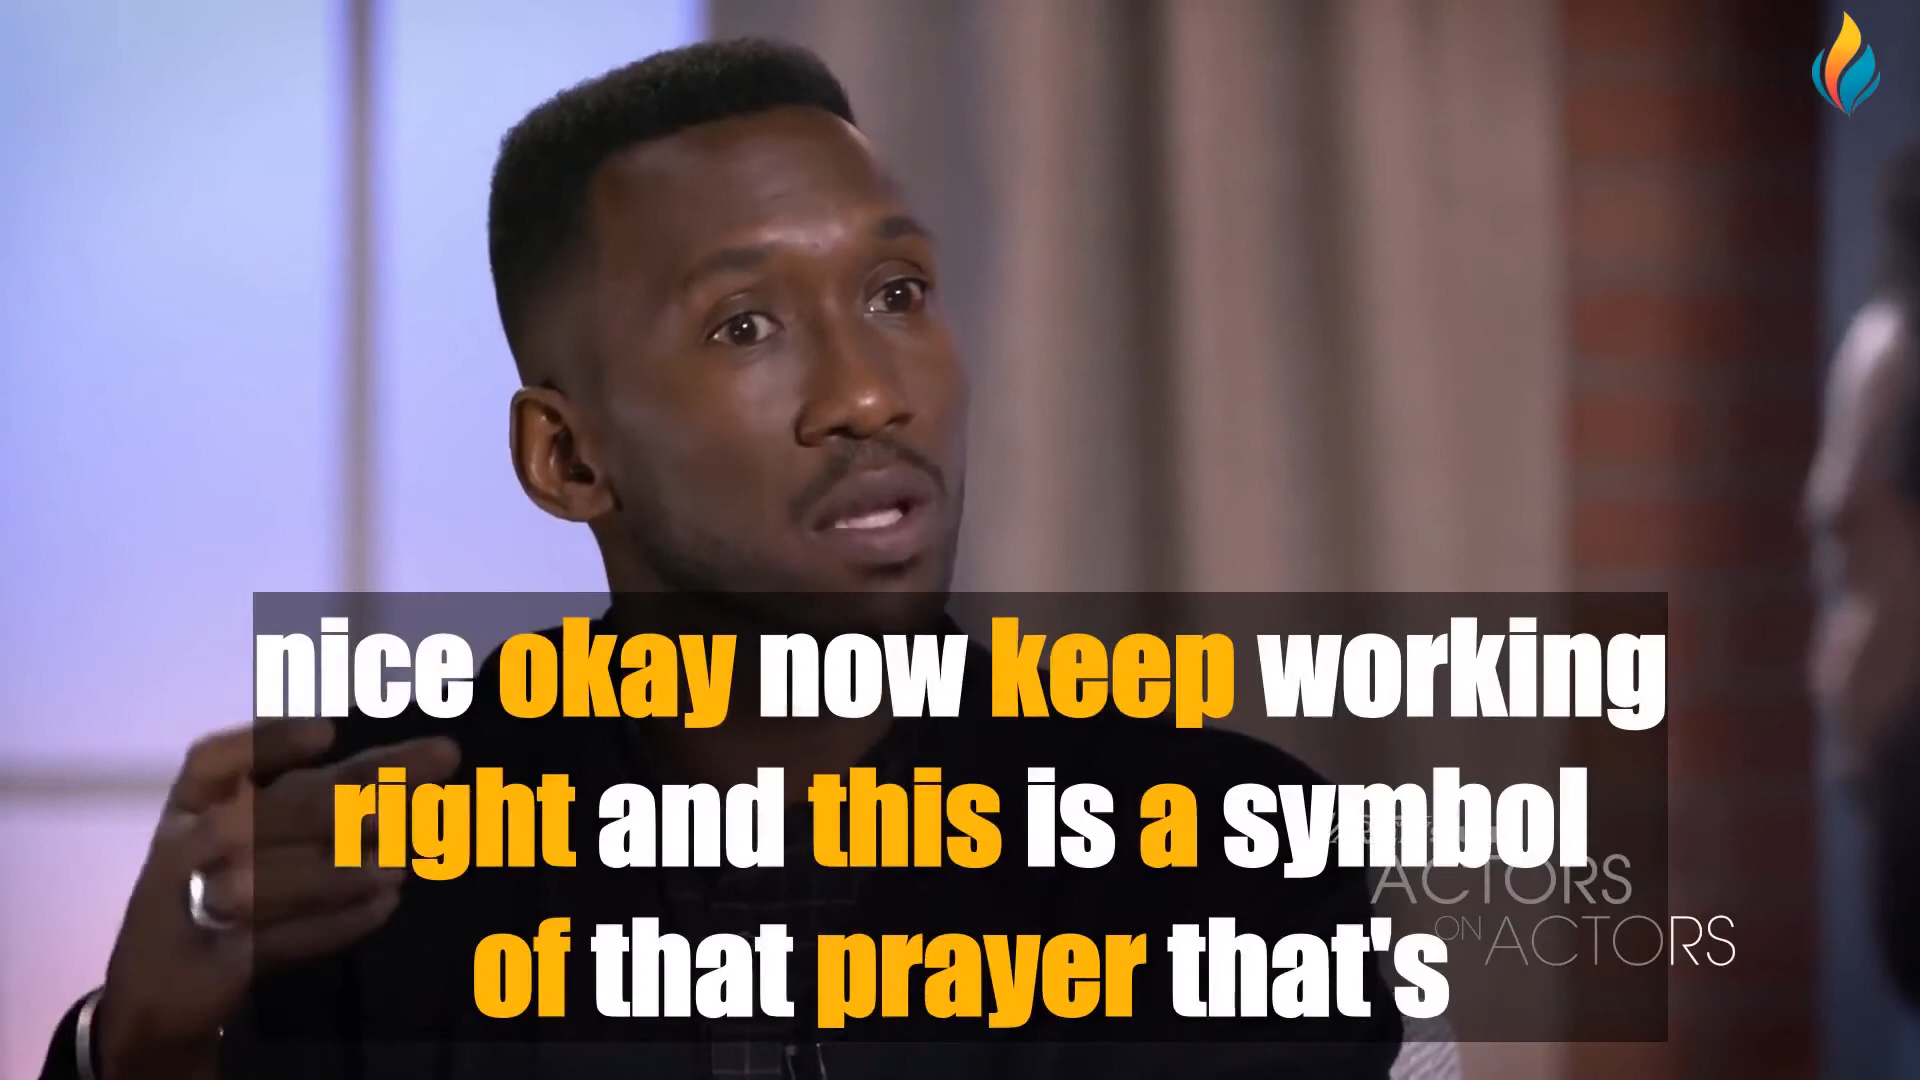 nice okay now keep working
right and this is a symbol
of that prayer that's
ACTORS
ON ACTORS